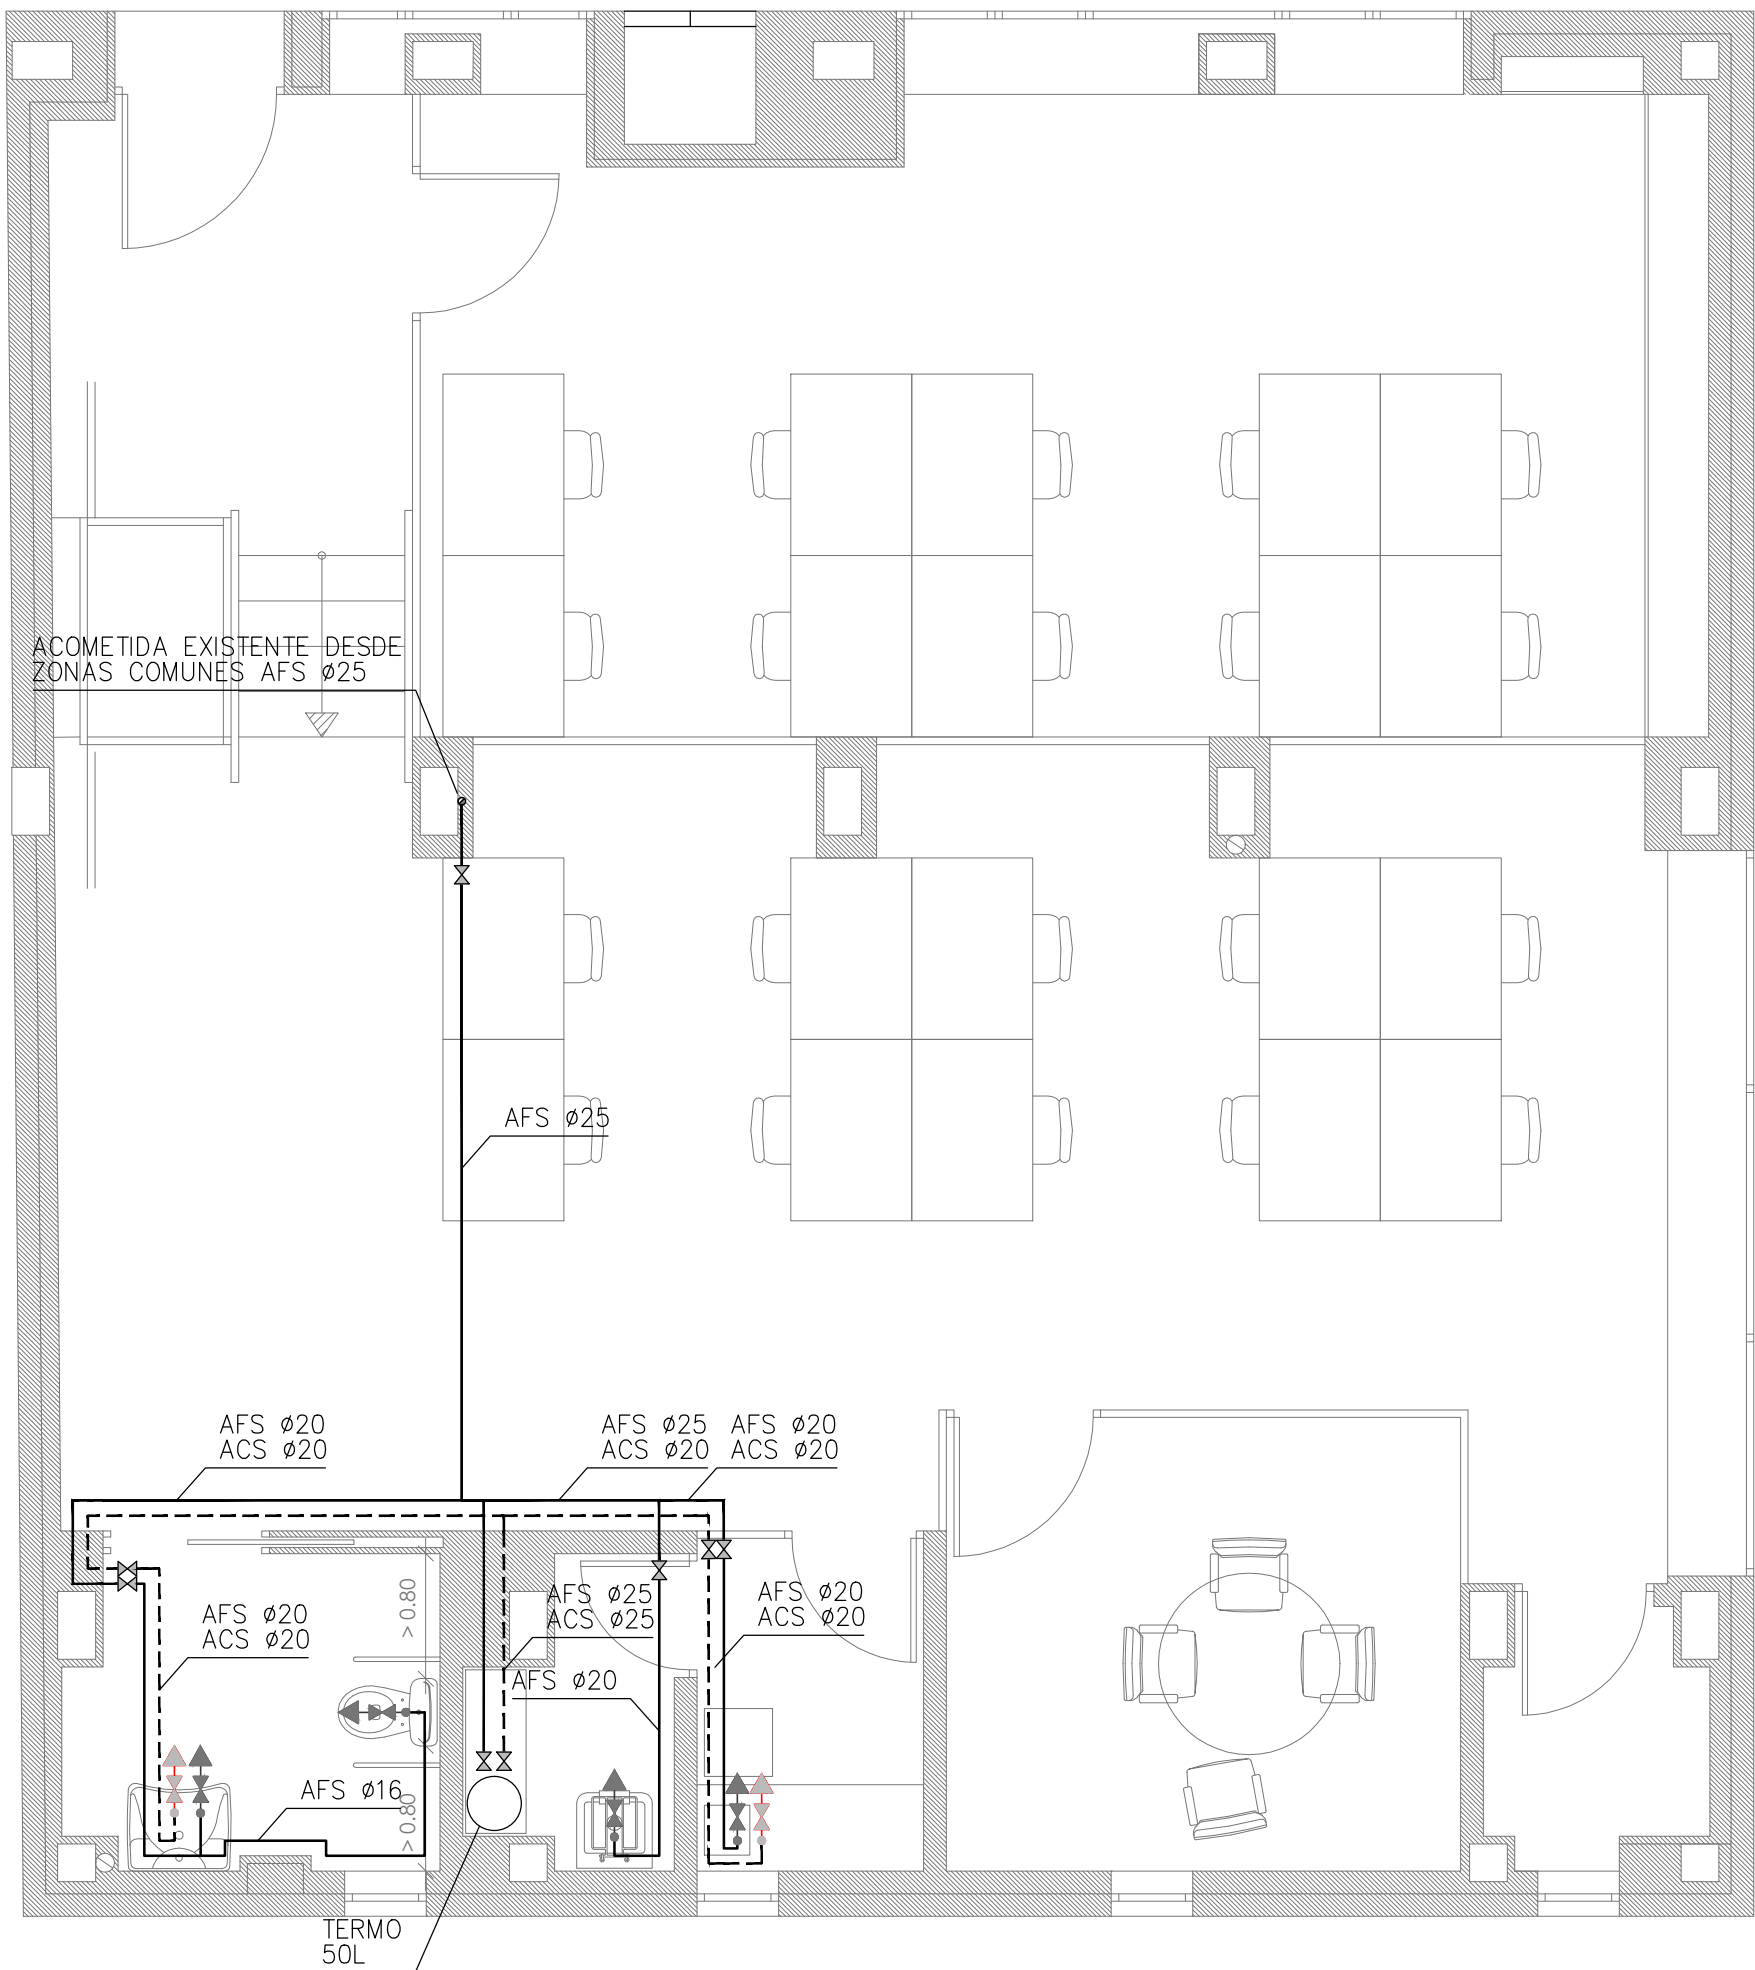 ACOMETIDA EXISTENTE DESDE
ZONAS COMUNES AFS ø25
AFS ø25
AFS ø20
ACS ø20
AFS ø25
ACS ø20
AFS ø20
ACS ø20
AFS ø25
ACS ø25
AFS ø20
ACS ø20
AFS ø20
ACS ø20
> 0.80
AFS ø20
AFS ø16
> 0.80
TERMO
50L